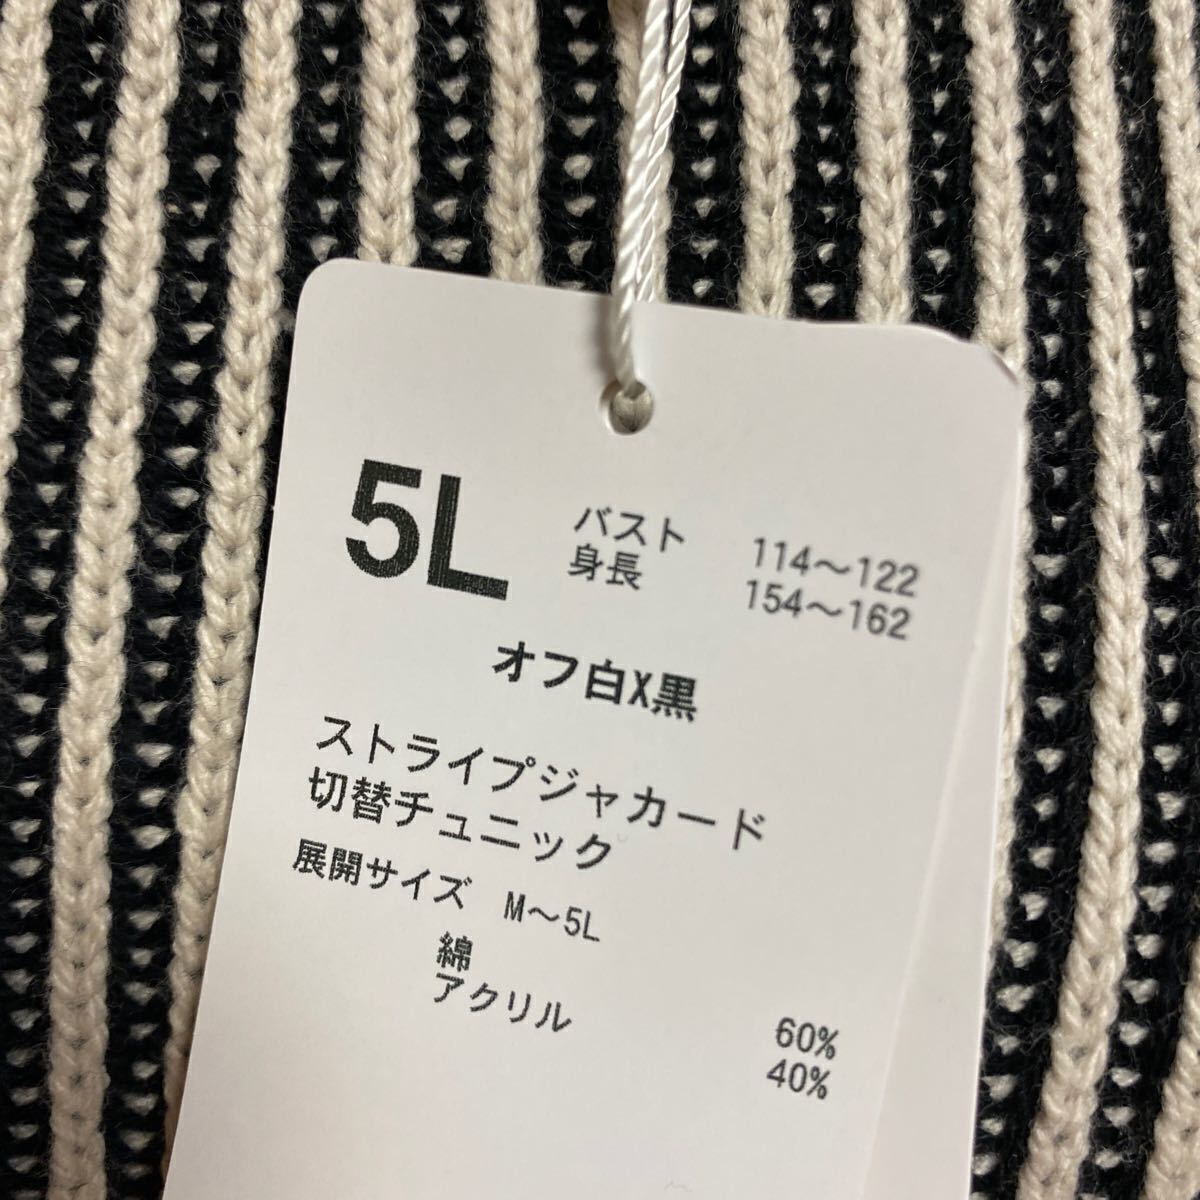 5L
バスト 114～122
身長 154～162
オフ白X黒
ストライプジャカード
切替チュニック
展開サイズ M～5L
綿 60%
アクリル 40%